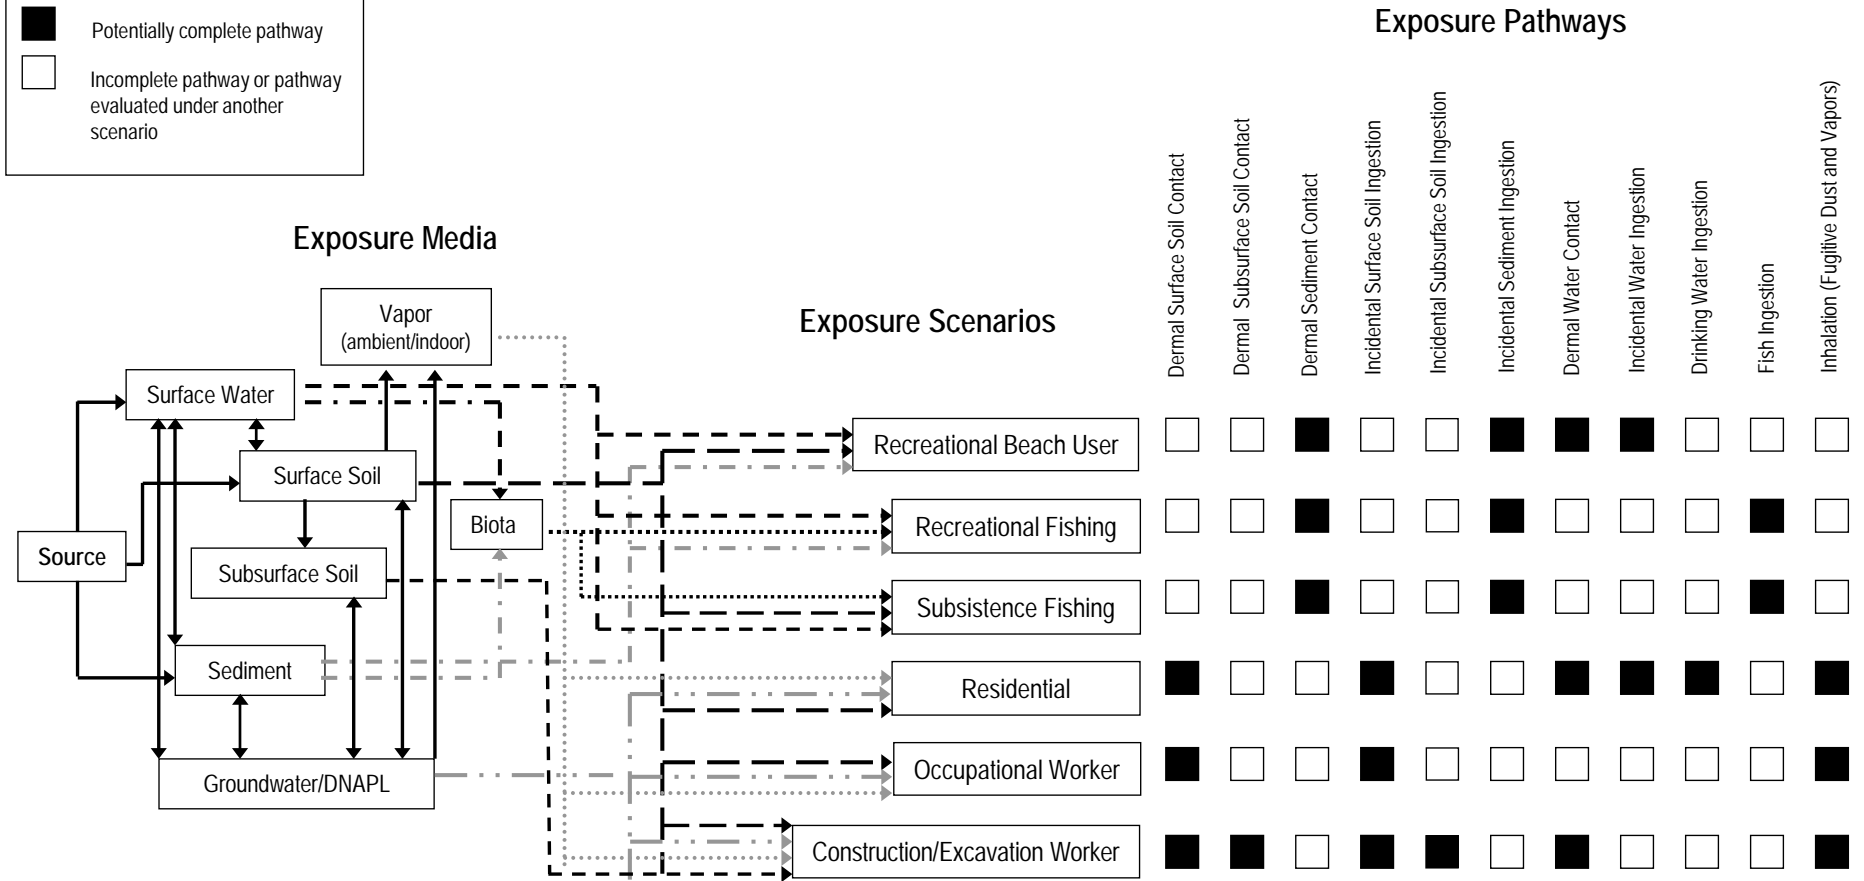 Potentially complete pathway
Incomplete pathway or pathway
evaluated under another
scenario
Exposure Pathways
Dermal Surface Soil Contact
Dermal Subsurface Soil Contact
Dermal Sediment Contact
Incidental Surface Soil Ingestion
Incidental Subsurface Soil Ingestion
Incidental Sediment Ingestion
Dermal Water Contact
Incidental Water Ingestion
Drinking Water Ingestion
Fish Ingestion
Inhalation (Fugitive Dust and Vapors)
Exposure Media
Exposure Scenarios
Vapor
(ambient/indoor)
Surface Water
Surface Soil
Biota
Source
Subsurface Soil
Sediment
Groundwater/DNAPL
Recreational Beach User
Recreational Fishing
Subsistence Fishing
Residential
Occupational Worker
Construction/Excavation Worker